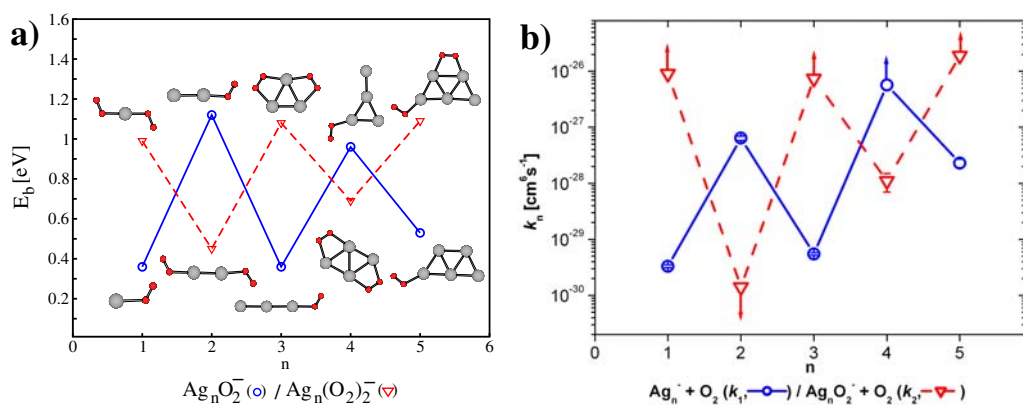 a)
E_b [eV]
1.6
1.4
1.2
1
0.8
0.6
0.4
0.2
0 1 2 3 4 5 6
n
Ag_nO_2^- (○) / Ag_n(O_2)_2^- (▽)
b)
k_n [cm^6s^-1]
10^-26
10^-27
10^-28
10^-29
10^-30
0 1 2 3 4 5
n
Ag_n^- + O_2 (k_1, ○) / Ag_nO_2^- + O_2 (k_2, ▽)